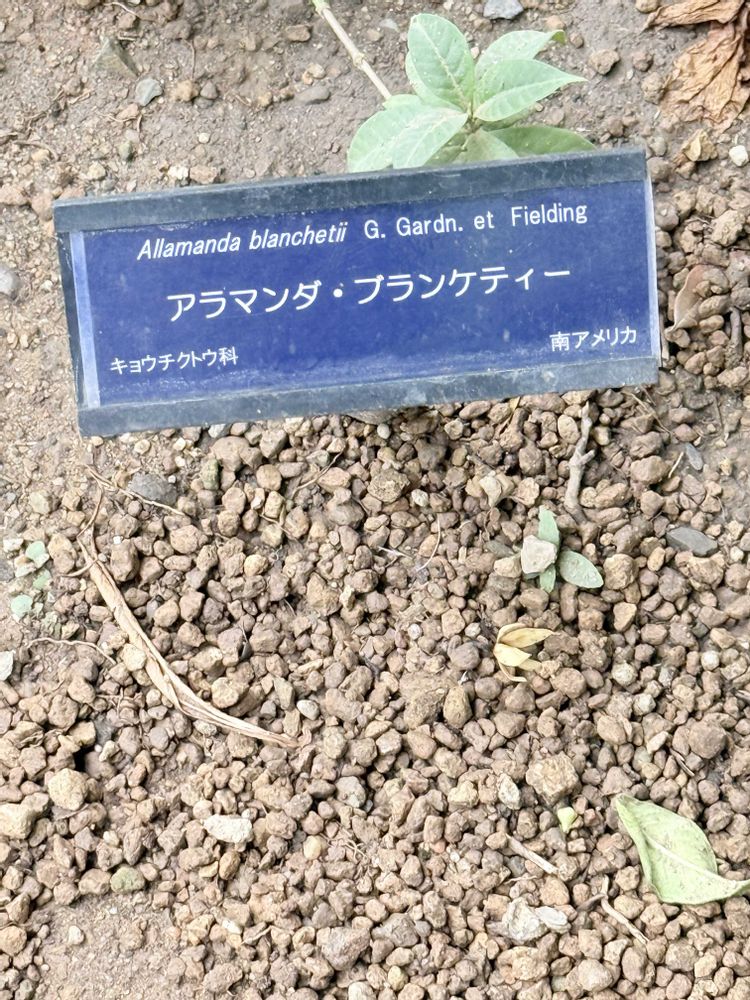 Allamanda blanchetii G. Gardn. et Fielding
アラマンダ・ブランケティー
キョウチクトウ科 南アメリカ